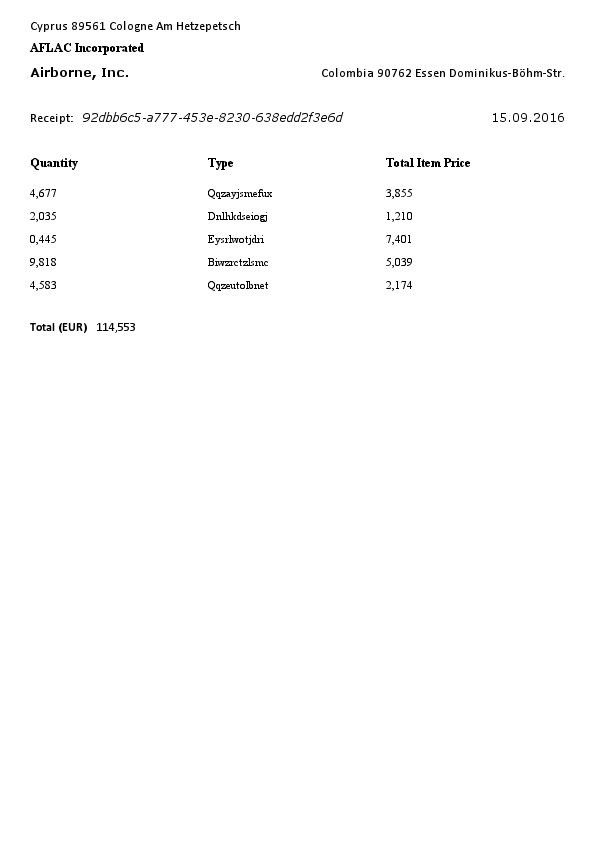 Cyprus 89561 Cologne Am Hetzepetsch
AFLAC Incorporated
Airborne, Inc. Colombia 90762 Essen Dominikus-Böhm-Str.
Receipt: 92dbb6c5-a777-453e-8230-638edd2f3e6d 15.09.2016
Quantity Type Total Item Price
4,677 Qqzayjsmefux 3,855
2,035 Dnlhkdseiogj 1,210
0,445 Eysrlwotjdri 7,401
9,818 Biwzrctzlsmc 5,039
4,583 Qqzeutolbnet 2,174
Total (EUR) 114,553